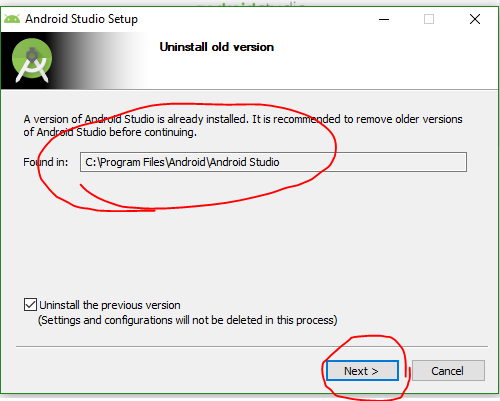 Android Studio Setup
Uninstall old version
A version of Android Studio is already installed. It is recommended to remove older versions
of Android Studio before continuing.
Found in: C:\Program Files\Android\Android Studio
Uninstall the previous version
(Settings and configurations will not be deleted in this process)
Next > Cancel